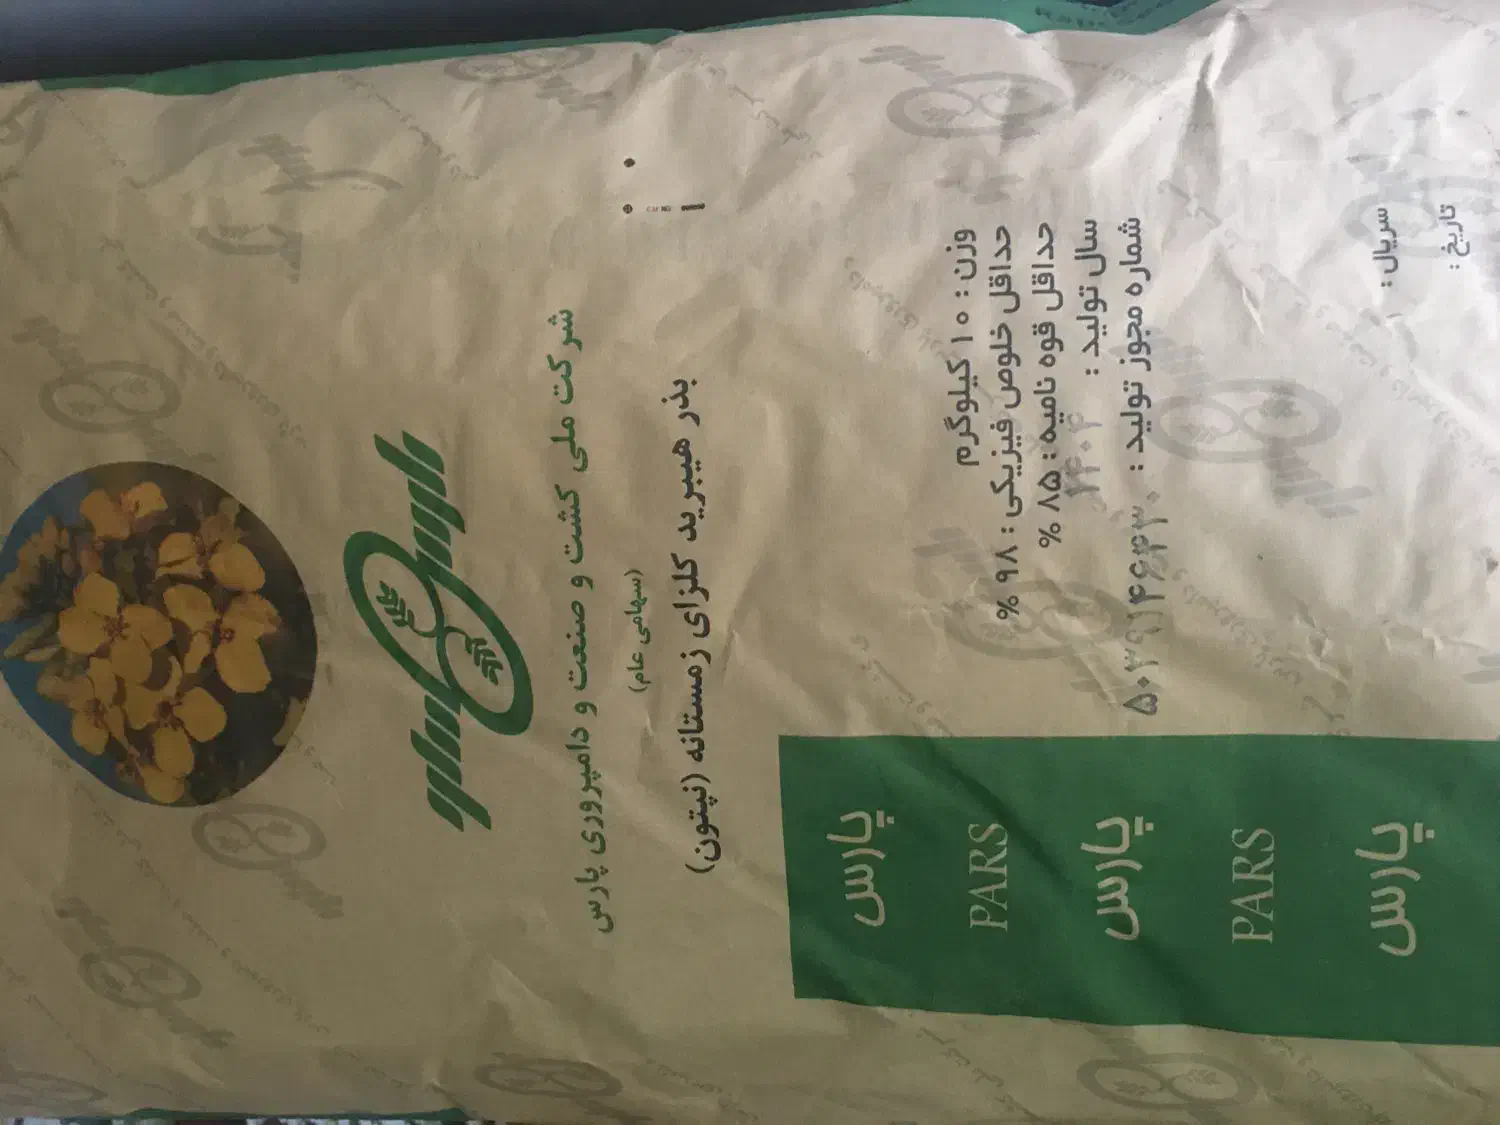 شرکت ملی کشت و صنعت و دامپروری پارس
(سهامی عام)
بذر هیبرید کلزای زمستانه (نپتون)
وزن : ۱۰ کیلوگرم
حداقل خلوص فیزیکی : ۹۸ %
حداقل قوه نامیه : ۸۵ %
سال تولید : ۱۴۰۴
شماره مجوز تولید :
سریال :
تاریخ :
پارس
PARS
پارس
PARS
پارس